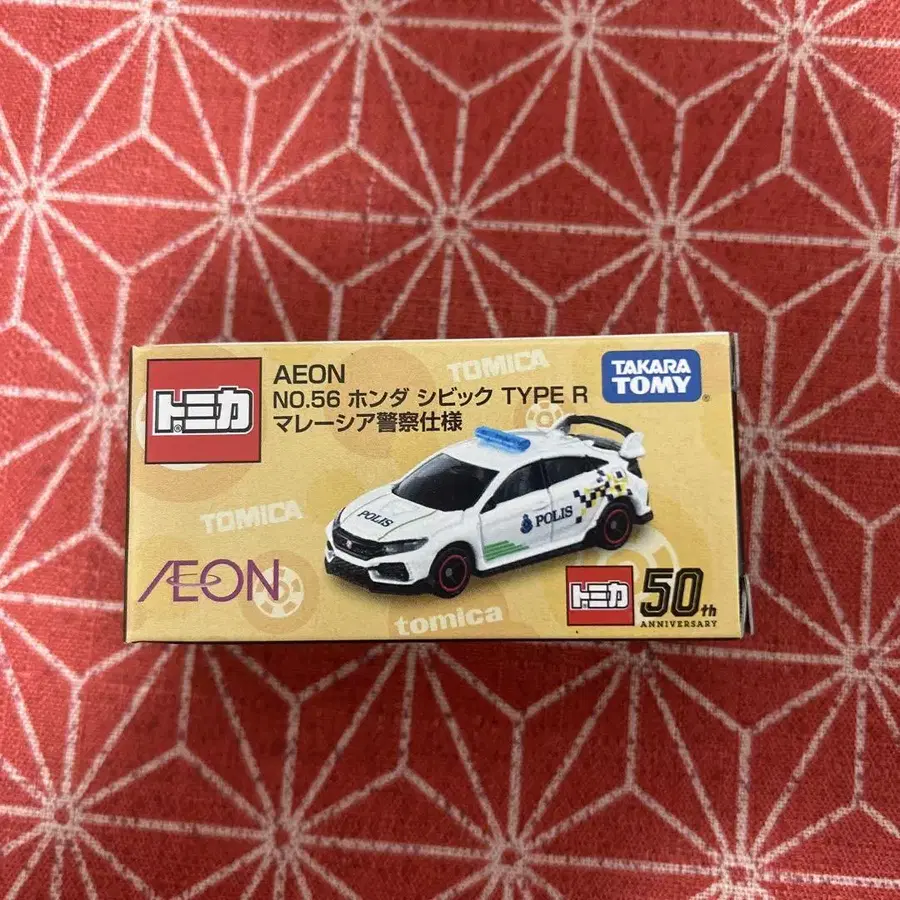 トミカ
AEON
NO.56 ホンダ シビック TYPE R
マレーシア警察仕様
TAKARA
TOMY
TOMICA
TOMICA
POLIS
POLIS
AEON
tomica
トミカ
50th
ANNIVERSARY